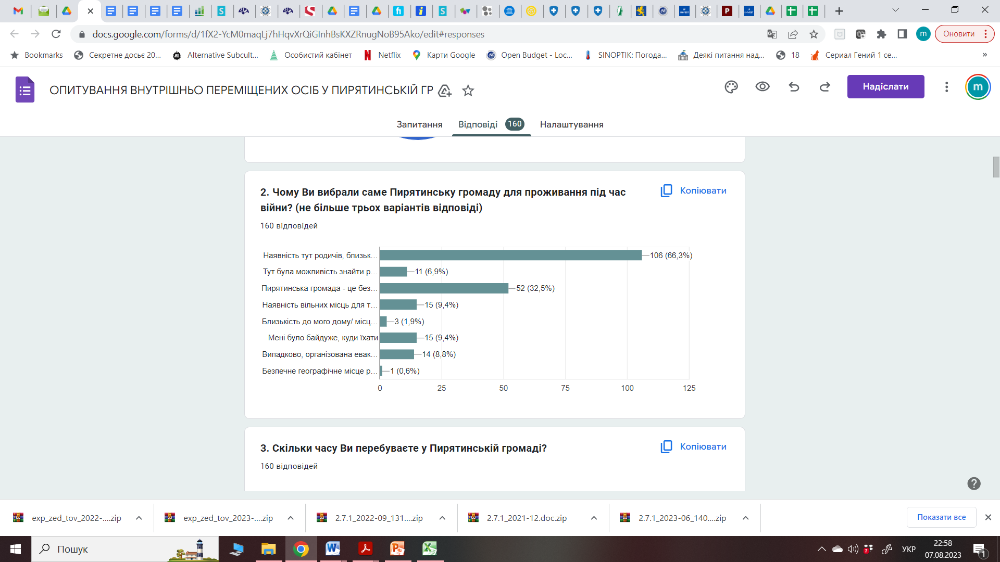 docs.google.com/forms/d/1fX2-YcM0maqLj7hHqvXrQiGInhBsKXZRnugNoB95Ako/edit#responses
m
Оновити
Bookmarks
Секретне досьє 20...
Alternative Subcult...
Особистий кабінет
Netflix
Карти Google
Open Budget - Loc...
SINOPTIK: Погода...
Деякі питання над...
18
Сериал Гений 1 се...
»
ОПИТУВАННЯ ВНУТРІШНЬО ПЕРЕМІЩЕНИХ ОСІБ У ПИРЯТИНСЬКІЙ ГР
Надіслати
m
Запитання
Відповіді 160
Налаштування
2. Чому Ви вибрали саме Пирятинську громаду для проживання під час
війни? (не більше трьох варіантів відповіді)
Копіювати
160 відповідей
Наявність тут родичів, близьк... 106 (66,3%)
Тут була можливість знайти р... 11 (6,9%)
Пирятинська громада - це без... 52 (32,5%)
Наявність вільних місць для т... 15 (9,4%)
Близькість до мого дому/ місц... 3 (1,9%)
Мені було байдуже, куди їхати 15 (9,4%)
Випадково, організована евак... 14 (8,8%)
Безпечне географічне місце р... 1 (0,6%)
0 25 50 75 100 125
3. Скільки часу Ви перебуваєте у Пирятинській громаді?
Копіювати
160 відповідей
exp_zed_tov_2022-....zip
exp_zed_tov_2023-....zip
2.7.1_2022-09_131....zip
2.7.1_2021-12.doc.zip
2.7.1_2023-06_140....zip
Показати все
Пошук
УКР
22:58
07.08.2023
1